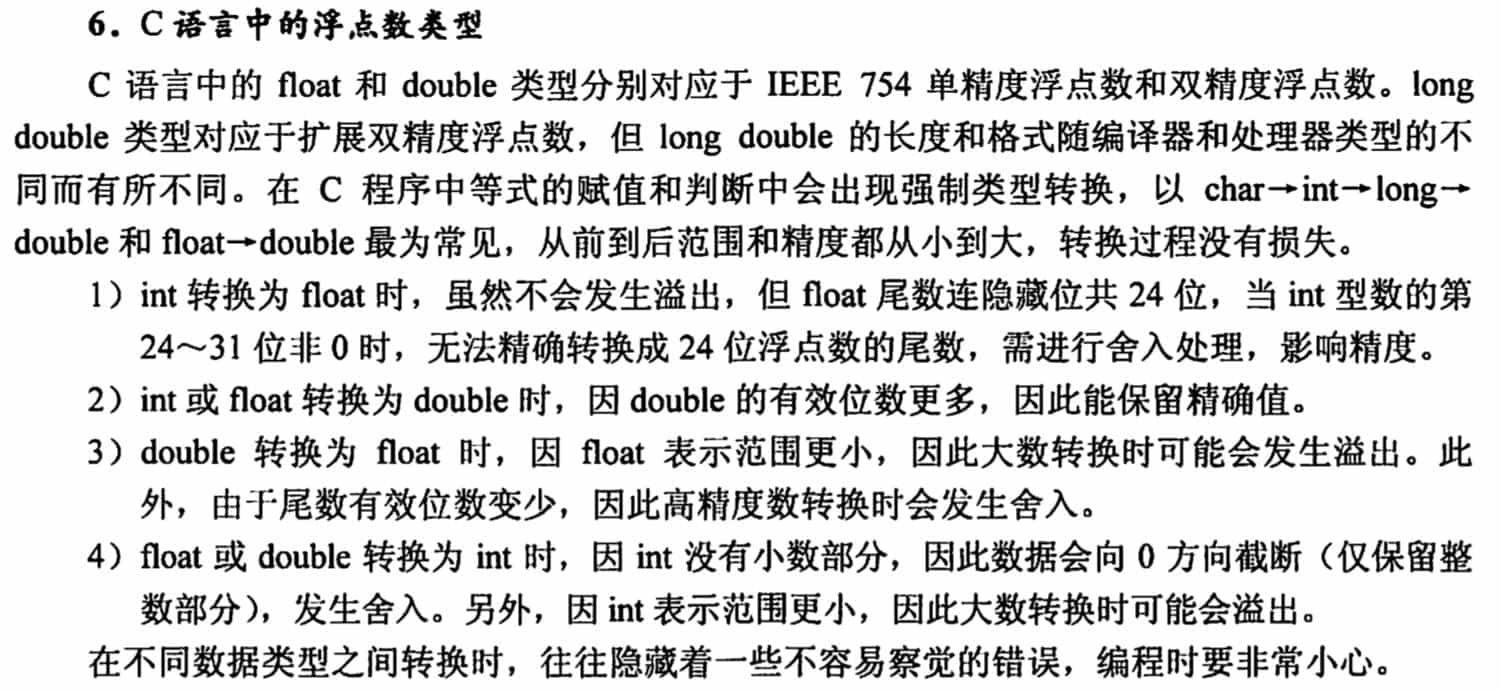 6. C 语言中的浮点数类型
C 语言中的 float 和 double 类型分别对应于 IEEE 754 单精度浮点数和双精度浮点数。long
double 类型对应于扩展双精度浮点数，但 long double 的长度和格式随编译器和处理器类型的不
同而有所不同。在 C 程序中等式的赋值和判断中会出现强制类型转换，以 char→int→long→
double 和 float→double 最为常见，从前到后范围和精度都从小到大，转换过程没有损失。
1）int 转换为 float 时，虽然不会发生溢出，但 float 尾数连隐藏位共 24 位，当 int 型数的第
24～31 位非 0 时，无法精确转换成 24 位浮点数的尾数，需进行舍入处理，影响精度。
2）int 或 float 转换为 double 时，因 double 的有效位数更多，因此能保留精确值。
3）double 转换为 float 时，因 float 表示范围更小，因此大数转换时可能会发生溢出。此
外，由于尾数有效位数变少，因此高精度数转换时会发生舍入。
4）float 或 double 转换为 int 时，因 int 没有小数部分，因此数据会向 0 方向截断（仅保留整
数部分），发生舍入。另外，因 int 表示范围更小，因此大数转换时可能会溢出。
在不同数据类型之间转换时，往往隐藏着一些不容易察觉的错误，编程时要非常小心。